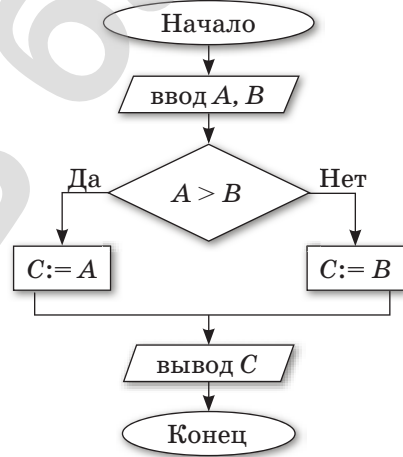 Начало
ввод A, B
Да
A > B
Нет
C:= A
C:= B
вывод C
Конец